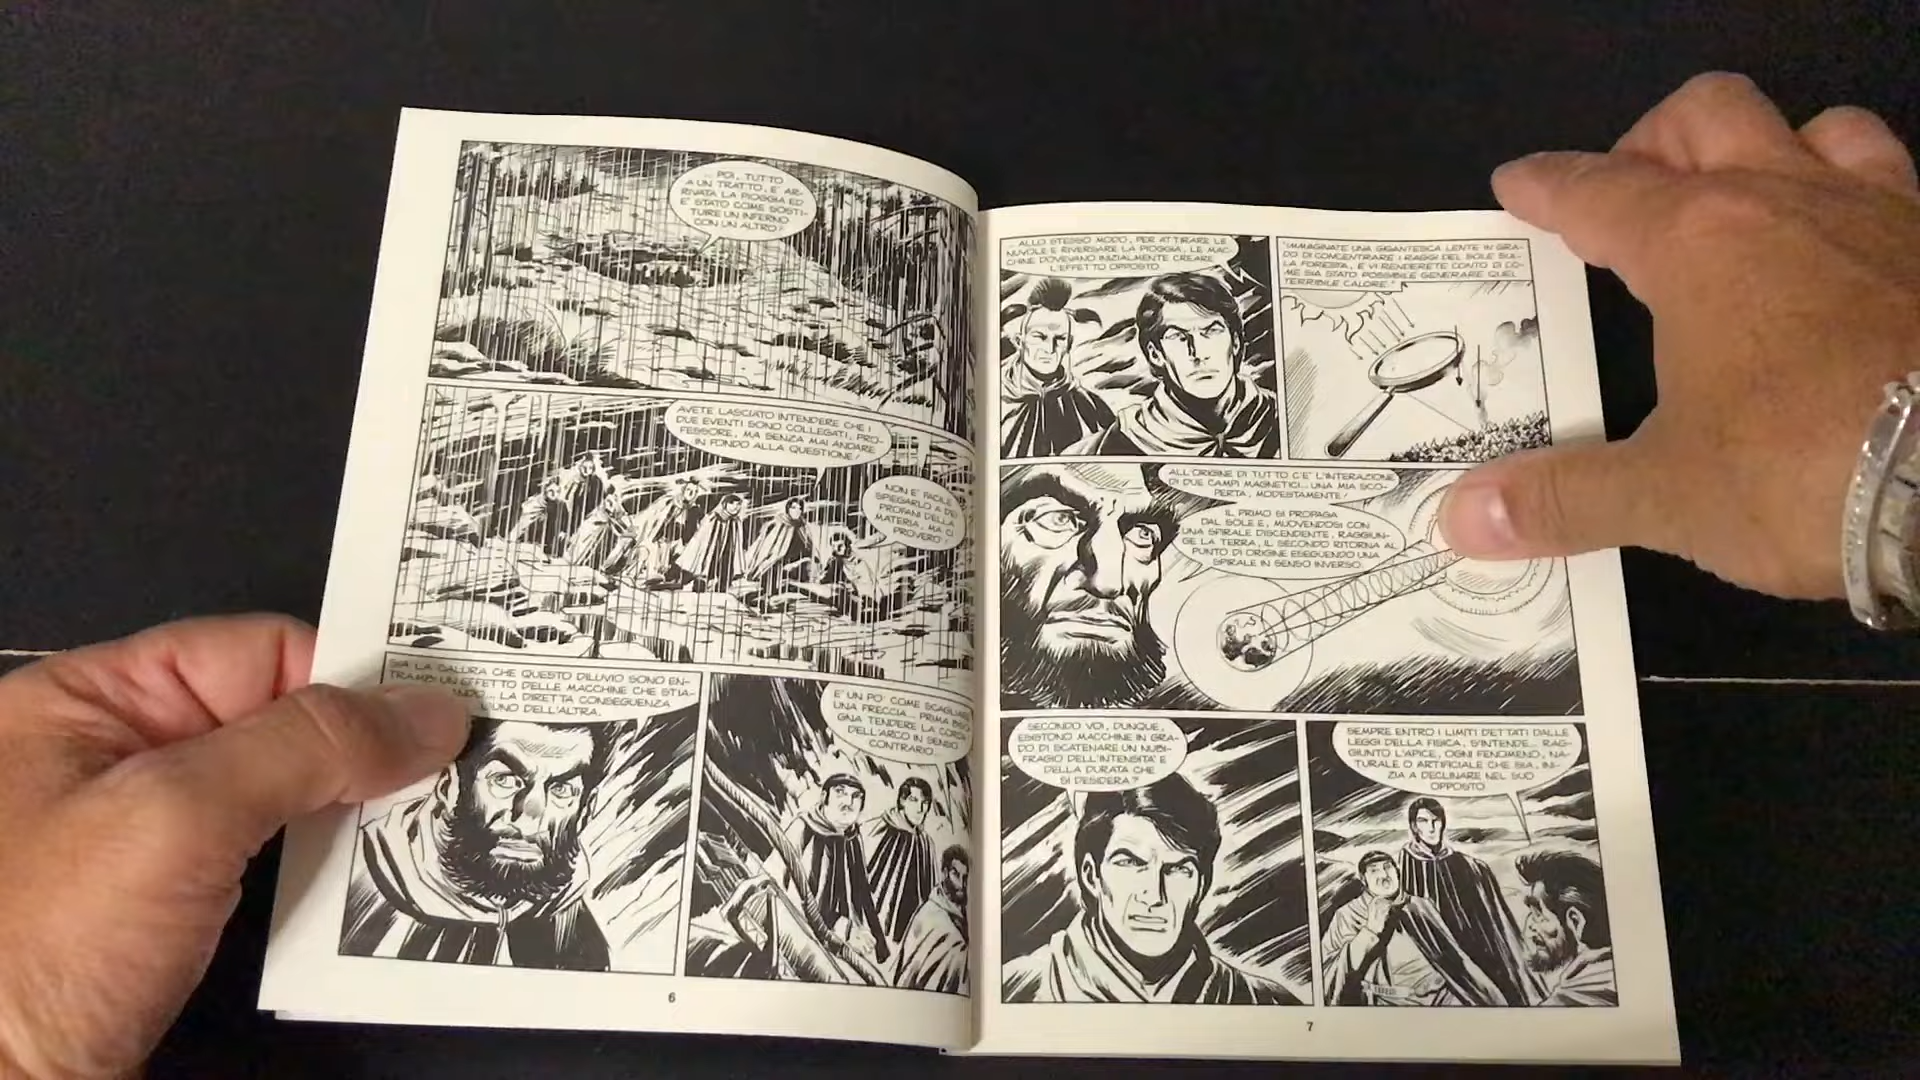 ... POI, TUTTO
A UN TRATTO, E' AR-
RIVATA LA PIOGGIA ED
E' STATO COME SOSTI-
TUIRE UN INFERNO
CON UN ALTRO!
AVETE LASCIATO INTENDERE CHE I
DUE EVENTI SONO COLLEGATI, PRO-
FESSORE, MA SENZA MAI ANDARE
IN FONDO ALLA QUESTIONE!
NON E' FACILE
SPIEGARLO A DEI
PROFANI DELLA
MATERIA, MA CI
PROVERO'!
SIA LA CALURA CHE QUESTO DILUVIO SONO EN-
TRAMBI UN EFFETTO DELLE MACCHINE CHE STIA-
ANDO... LA DIRETTA CONSEGUENZA
L'UNO DELL'ALTRA.
E' UN PO' COME SCAGLIARE
UNA FRECCIA... PRIMA BISO-
GNA TENDERE LA CORDA
DELL'ARCO IN SENSO
CONTRARIO.
6
... ALLO STESSO MODO, PER ATTIRARE LE
NUVOLE E RIVERSARE LA PIOGGIA, LE MAC-
CHINE DOVEVANO INIZIALMENTE CREARE
L'EFFETTO OPPOSTO.
"IMMAGINATE UNA GIGANTESCA LENTE IN GRA-
DO DI CONCENTRARE I RAGGI DEL SOLE SUL-
LA FORESTA, E VI RENDERETE CONTO DI CO-
ME SIA STATO POSSIBILE GENERARE QUEL
TERRIBILE CALORE."
ALL'ORIGINE DI TUTTO C'E' L'INTERAZIONE
DI DUE CAMPI MAGNETICI... UNA MIA SCO-
PERTA, MODESTAMENTE!
IL PRIMO SI PROPAGA
DAL SOLE E, MUOVENDOSI CON
UNA SPIRALE DISCENDENTE, RAGGIUN-
GE LA TERRA, IL SECONDO RITORNA AL
PUNTO DI ORIGINE ESEGUENDO UNA
SPIRALE IN SENSO INVERSO.
SECONDO VOI, DUNQUE,
ESISTONO MACCHINE IN GRA-
DO DI SCATENARE UN NUBI-
FRAGIO DELL'INTENSITA' E
DELLA DURATA CHE
SI DESIDERA?
SEMPRE ENTRO I LIMITI DETTATI DALLE
LEGGI DELLA FISICA, S'INTENDE... RAG-
GIUNTO L'APICE, OGNI FENOMENO, NA-
TURALE O ARTIFICIALE CHE SIA, INI-
ZIA A DECLINARE NEL SUO
OPPOSTO.
7